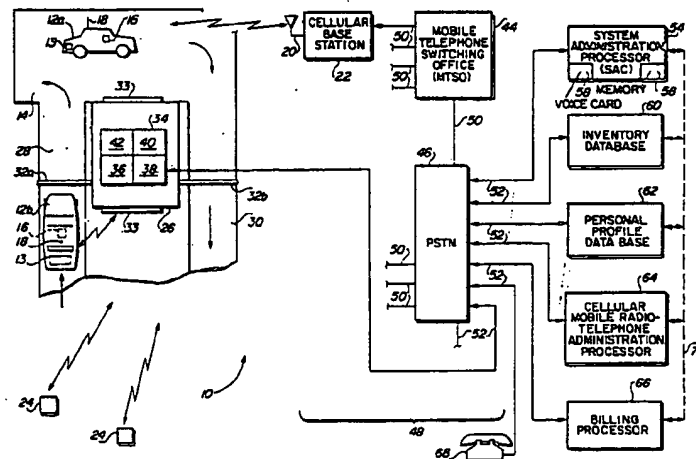 12a
18
16
13
14
28
32a
33
34
42
40
36
38
12b
16
18
13
33
26
32b
30
24
24
10
20
CELLULAR
BASE
STATION
22
50
50
MOBILE
TELEPHONE
SWITCHING
OFFICE
(MTSO)
44
50
46
PSTN
50
50
52
52
52
52
52
48
68
SYSTEM
ADMINISTRATION
PROCESSOR
(SAC)
54
58
58
MEMORY
VOICE CARD
60
INVENTORY
DATABASE
62
PERSONAL
PROFILE
DATA BASE
64
CELLULAR
MOBILE RADIO-
TELEPHONE
ADMINISTRATION
PROCESSOR
66
BILLING
PROCESSOR